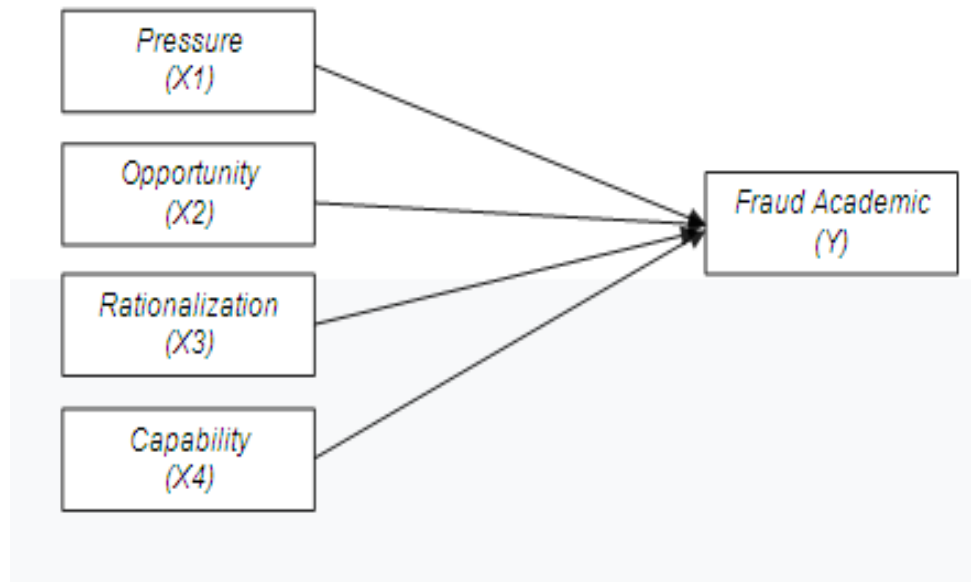 Pressure
(X1)
Opportunity
(X2)
Fraud Academic
(Y)
Rationalization
(X3)
Capability
(X4)